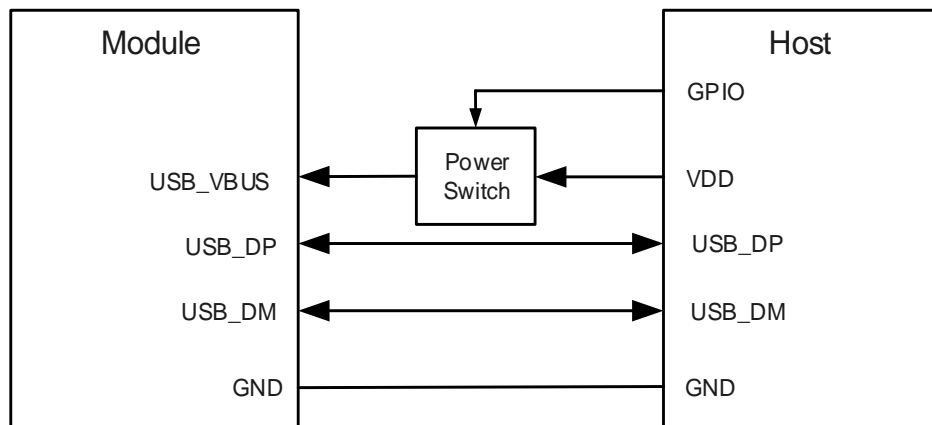 Module
Host
GPIO
Power
Switch
USB_VBUS
VDD
USB_DP
USB_DP
USB_DM
USB_DM
GND
GND